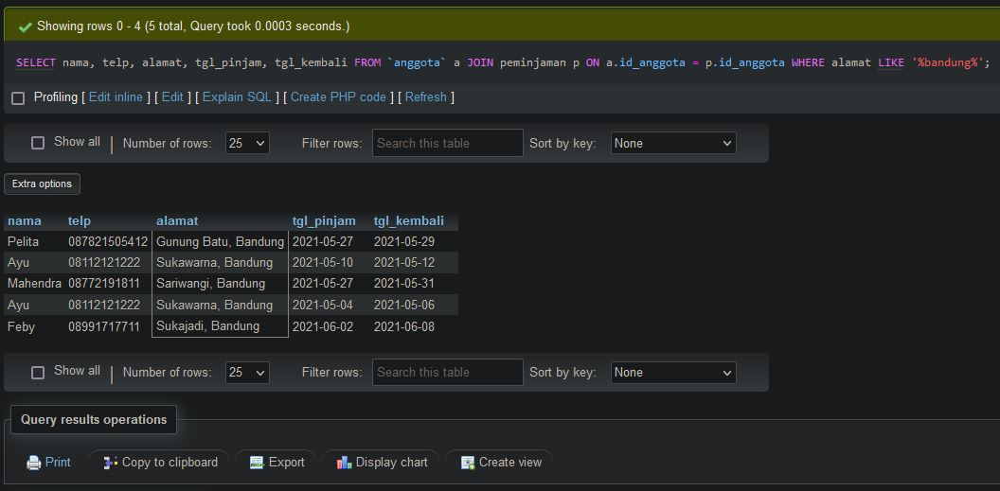 Showing rows 0 - 4 (5 total, Query took 0.0003 seconds.)
SELECT nama, telp, alamat, tgl_pinjam, tgl_kembali FROM `anggota` a JOIN peminjaman p ON a.id_anggota = p.id_anggota WHERE alamat LIKE '%bandung%';
Profiling [ Edit inline ] [ Edit ] [ Explain SQL ] [ Create PHP code ] [ Refresh ]
Show all | Number of rows: 25 Filter rows: Search this table Sort by key: None
Extra options
nama telp alamat tgl_pinjam tgl_kembali
Pelita 087821505412 Gunung Batu, Bandung 2021-05-27 2021-05-29
Ayu 08112121222 Sukawarna, Bandung 2021-05-10 2021-05-12
Mahendra 08772191811 Sariwangi, Bandung 2021-05-27 2021-05-31
Ayu 08112121222 Sukawarna, Bandung 2021-05-04 2021-05-06
Feby 08991717711 Sukajadi, Bandung 2021-06-02 2021-06-08
Show all | Number of rows: 25 Filter rows: Search this table Sort by key: None
Query results operations
Print Copy to clipboard Export Display chart Create view